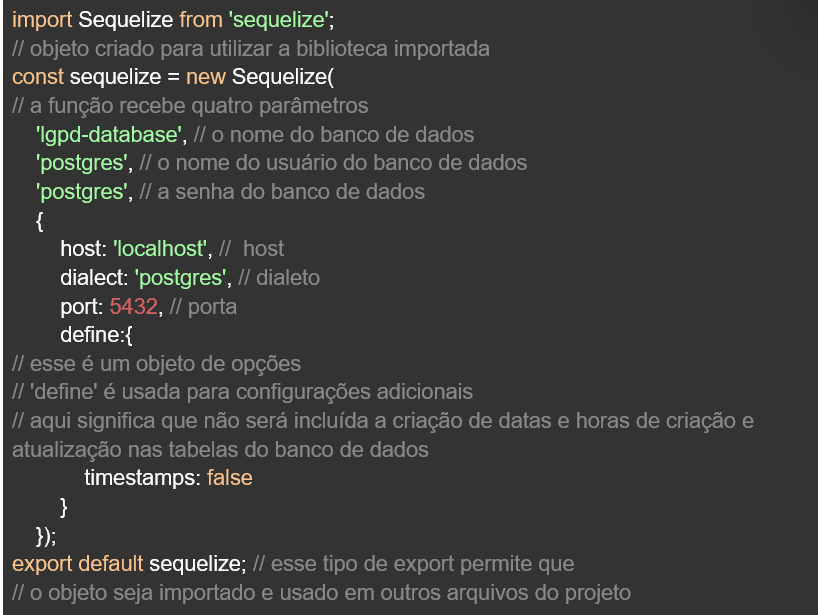 import Sequelize from 'sequelize';
// objeto criado para utilizar a biblioteca importada
const sequelize = new Sequelize(
// a função recebe quatro parâmetros
'lgpd-database', // o nome do banco de dados
'postgres', // o nome do usuário do banco de dados
'postgres', // a senha do banco de dados
{
host: 'localhost', //  host
dialect: 'postgres', // dialeto
port: 5432, // porta
define:{
// esse é um objeto de opções
// 'define' é usada para configurações adicionais
// aqui significa que não será incluída a criação de datas e horas de criação e
atualização nas tabelas do banco de dados
timestamps: false
}
});
export default sequelize; // esse tipo de export permite que
// o objeto seja importado e usado em outros arquivos do projeto